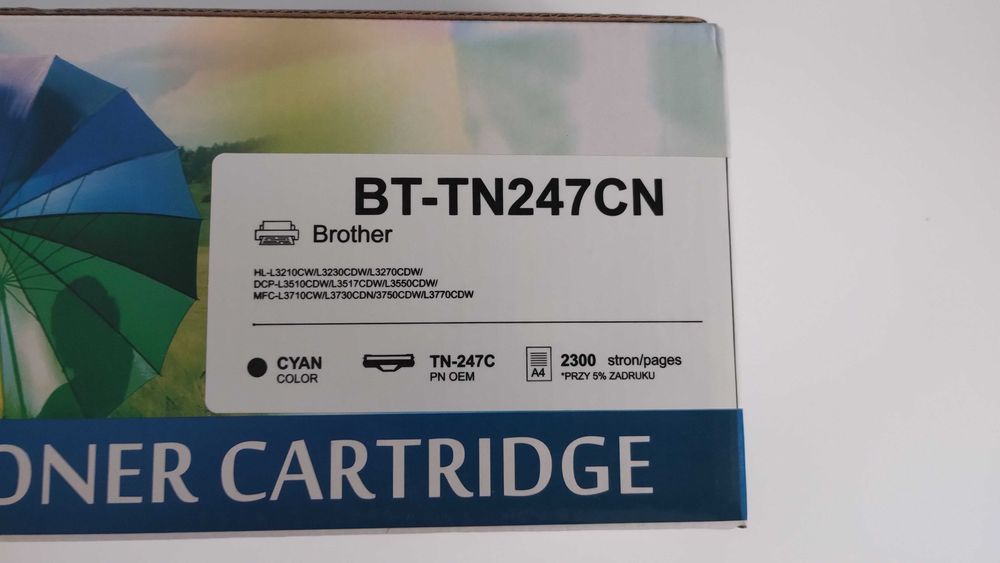 BT-TN247CN
Brother
HL-L3210CW/L3230CDW/L3270CDW/
DCP-L3510CDW/L3517CDW/L3550CDW/
MFC-L3710CW/L3730CDN/3750CDW/L3770CDW
CYAN
COLOR
TN-247C
PN OEM
A4
2300 stron/pages
*PRZY 5% ZADRUKU
ONER CARTRIDGE